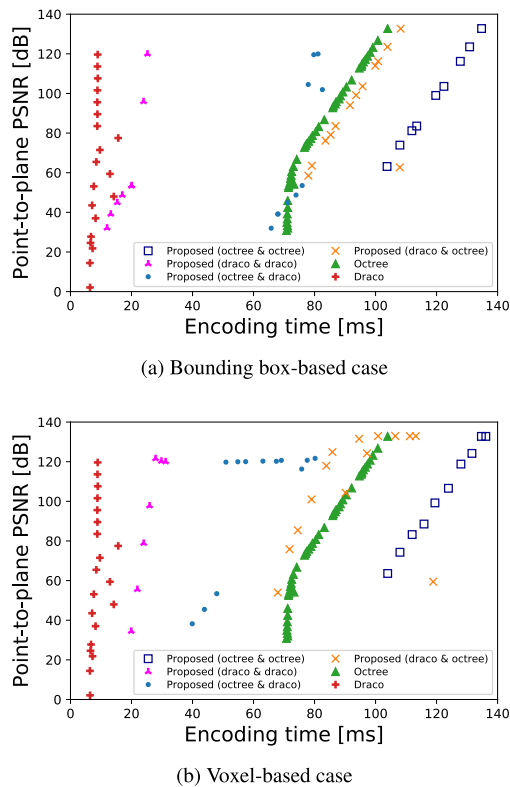 140
120
100
80
60
40
20
0
Point-to-plane PSNR [dB]
Proposed (octree & octree)
Proposed (draco & draco)
Proposed (octree & draco)
Proposed (draco & octree)
Octree
Draco
0 20 40 60 80 100 120 140
Encoding time [ms]
(a) Bounding box-based case
140
120
100
80
60
40
20
0
Point-to-plane PSNR [dB]
Proposed (octree & octree)
Proposed (draco & draco)
Proposed (octree & draco)
Proposed (draco & octree)
Octree
Draco
0 20 40 60 80 100 120 140
Encoding time [ms]
(b) Voxel-based case